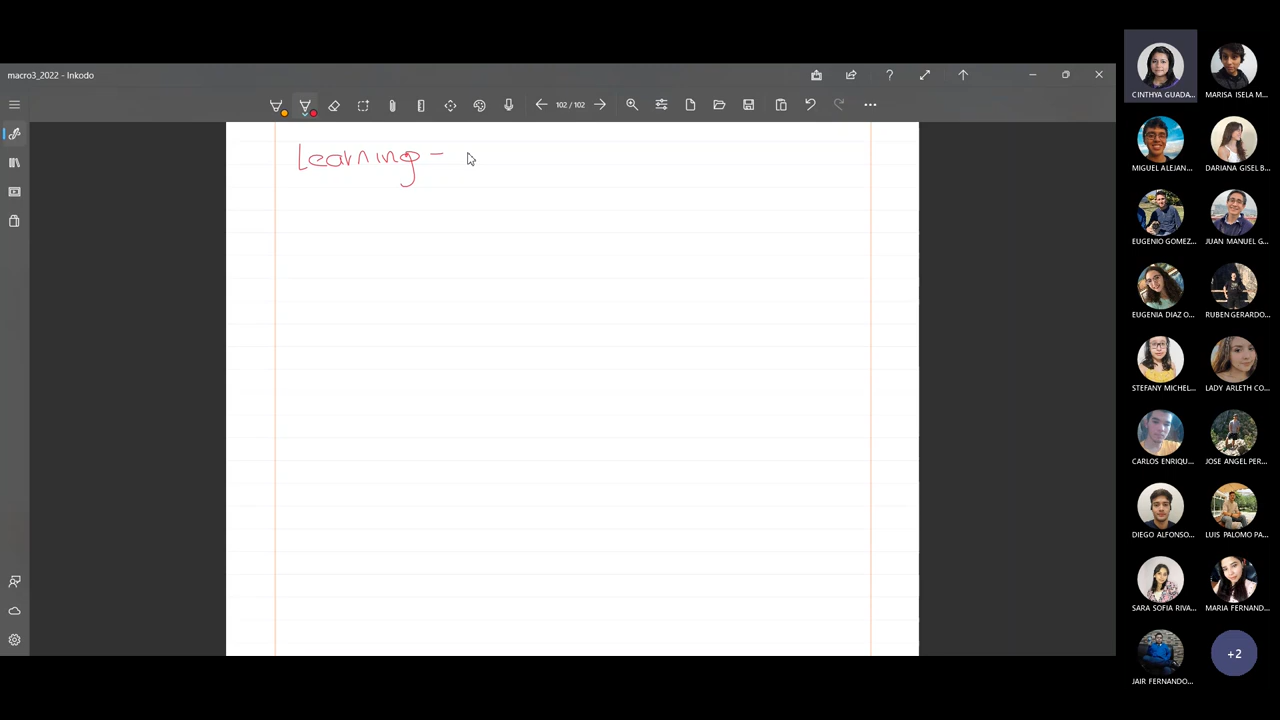 macro3_2022 - Inkodo
102 / 102
Learning -
CINTHYA GUADA...
MARISA ISELA M...
MIGUEL ALEJAN...
DARIANA GISEL B...
EUGENIO GOMEZ...
JUAN MANUEL G...
EUGENIA DIAZ O...
RUBEN GERARDO...
STEFANY MICHEL...
LADY ARLETH CO...
CARLOS ENRIQU...
JOSE ANGEL PER...
DIEGO ALFONSO...
LUIS PALOMO PA...
SARA SOFIA RIVA...
MARIA FERNAND...
JAIR FERNANDO...
+2